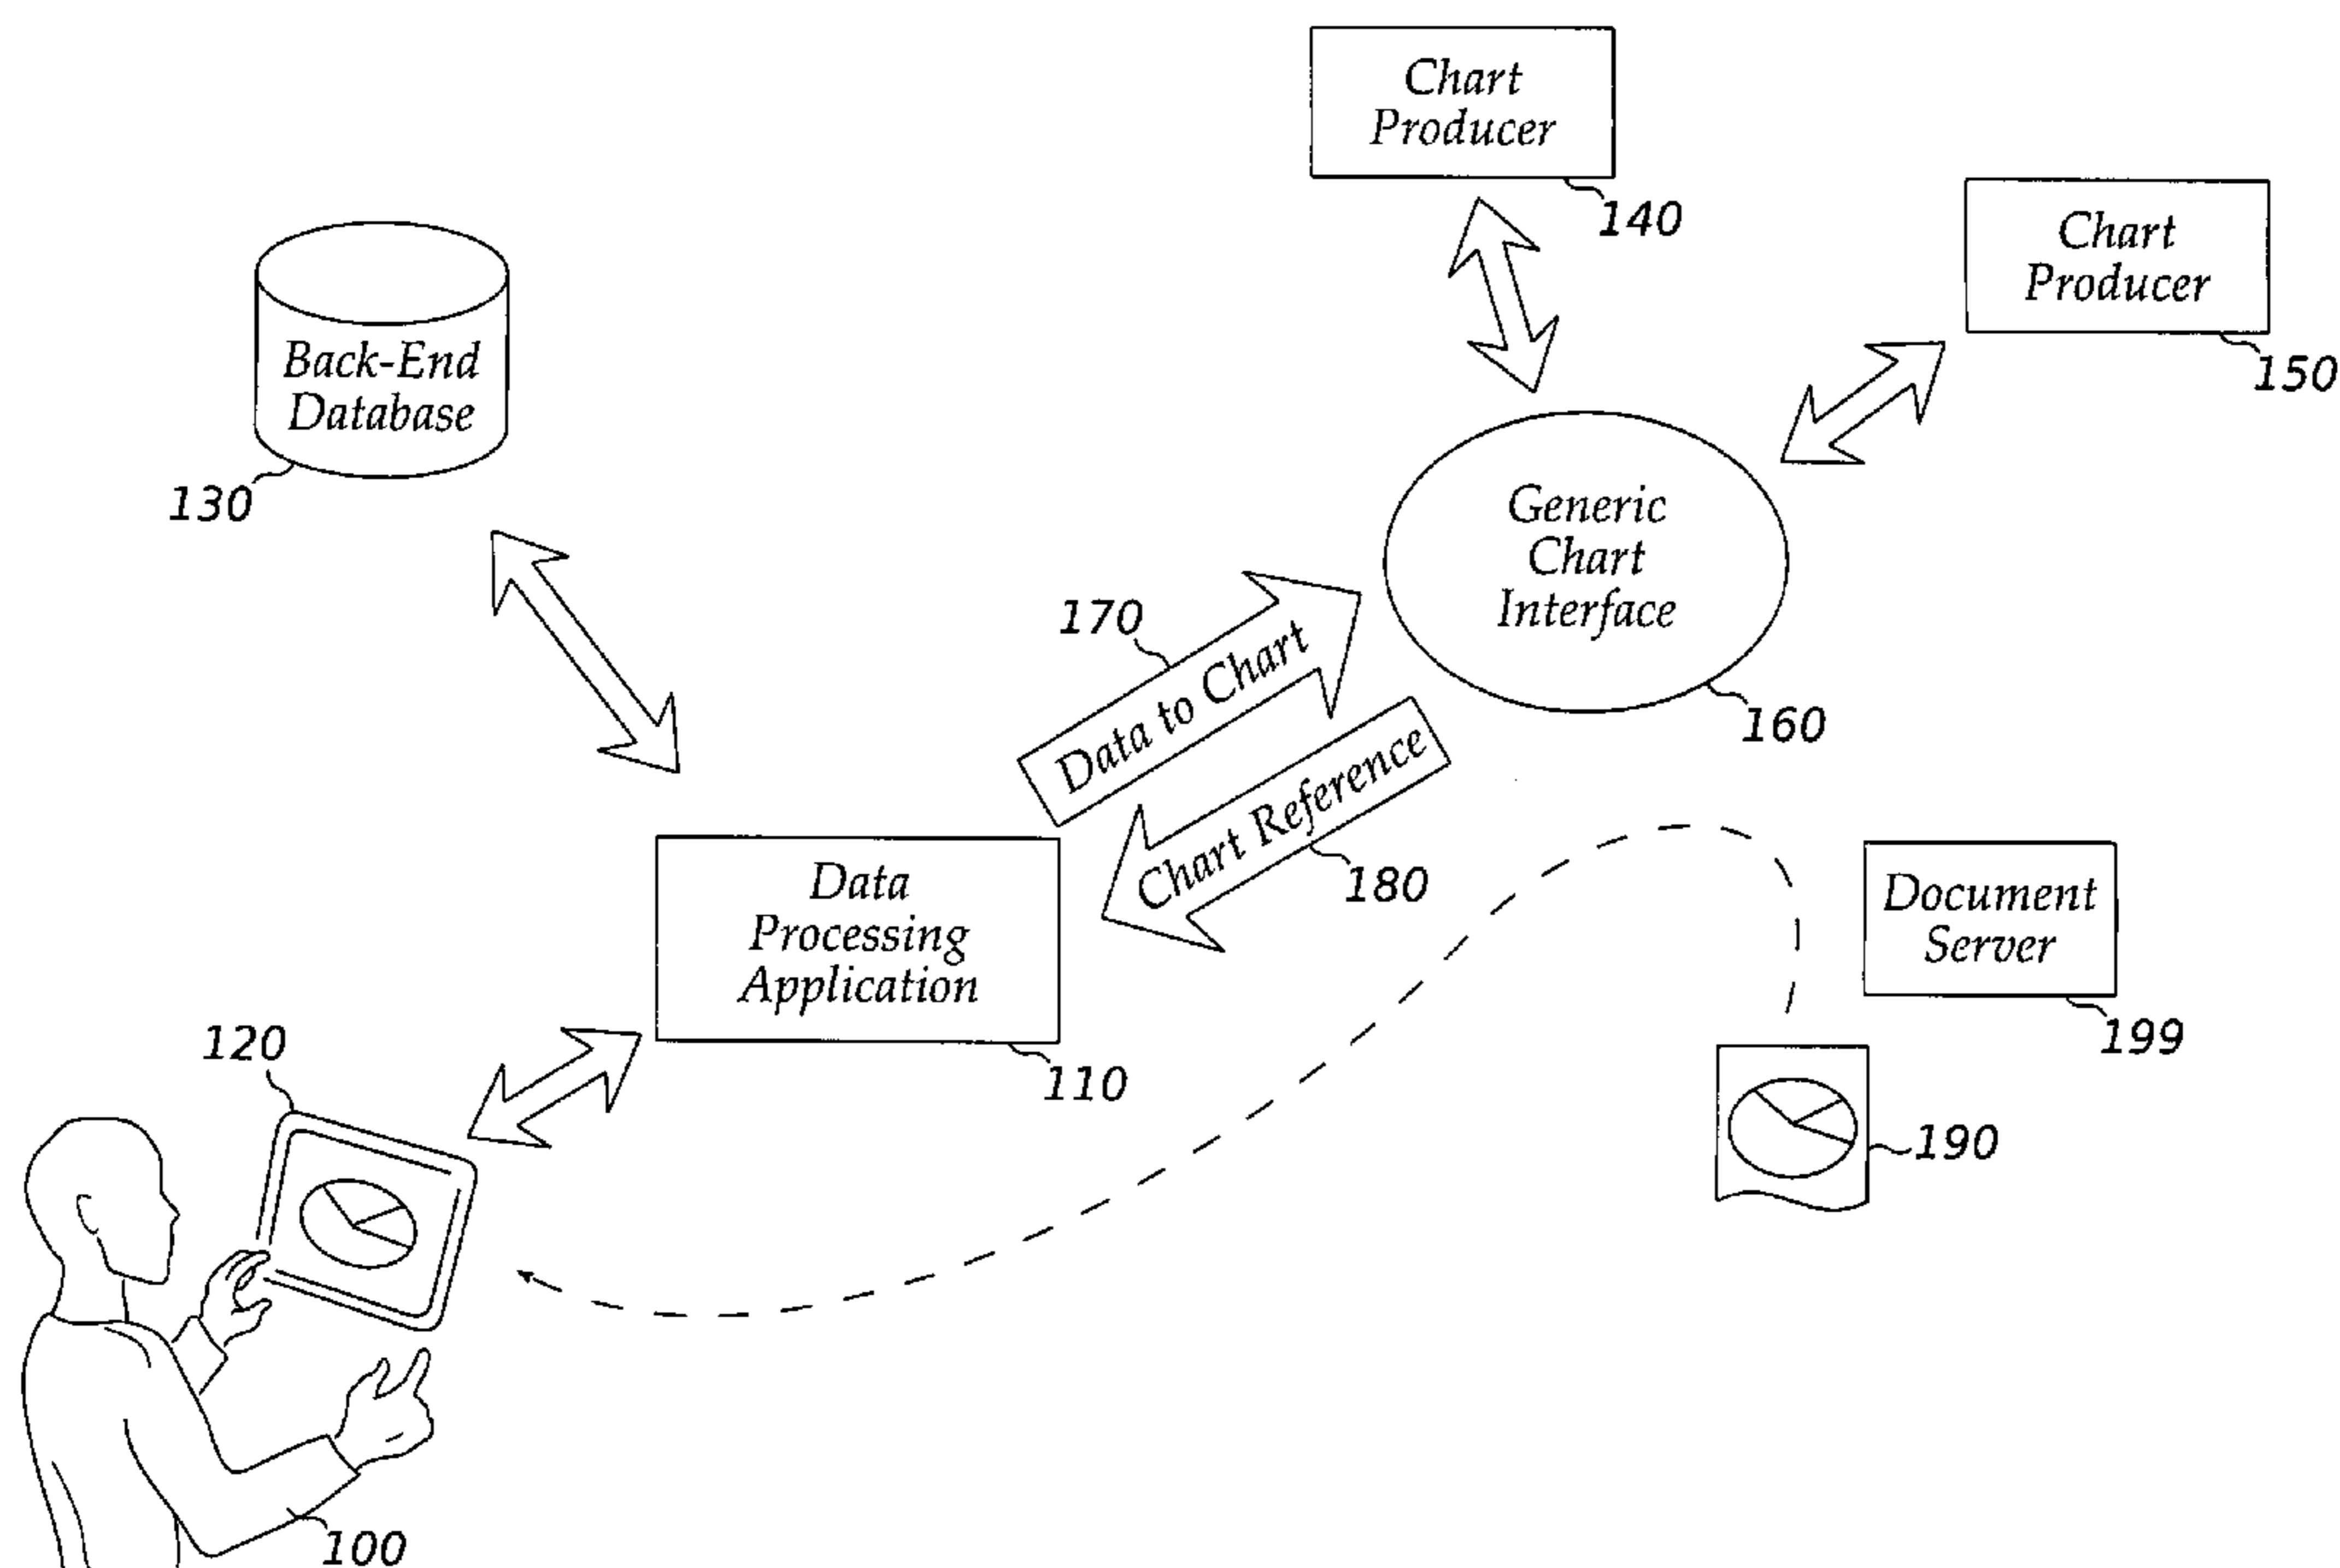 Chart
Producer
140
Chart
Producer
150
Back-End
Database
130
Generic
Chart
Interface
160
170
Data to Chart
Chart Reference
180
Data
Processing
Application
110
Document
Server
199
120
190
100